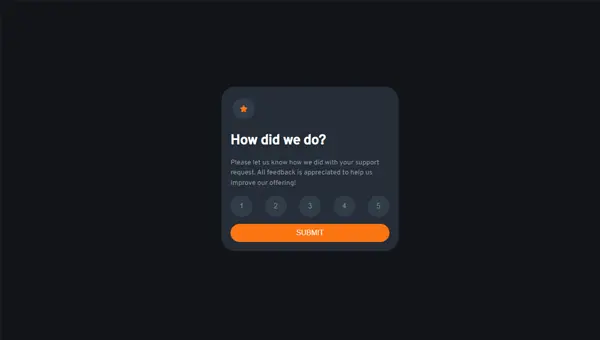 How did we do?
Please let us know how we did with your support
request. All feedback is appreciated to help us
improve our offering!
1 2 3 4 5
SUBMIT